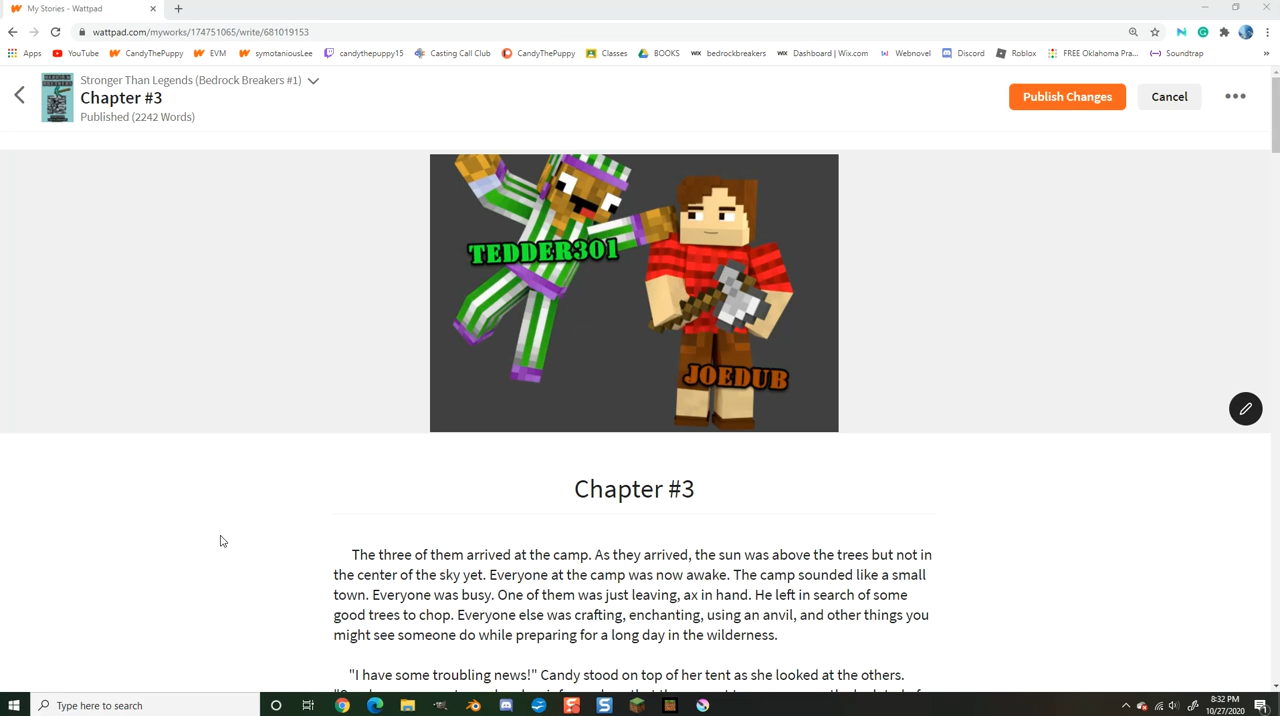 My Stories - Wattpad
wattpad.com/myworks/174751065/write/681019153
Apps YouTube CandyThePuppy EVM symotaniousLee candythepuppy15 Casting Call Club CandyThePuppy Classes BOOKS bedrockbreakers Dashboard | Wix.com Webnovel Discord Roblox FREE Oklahoma Pra... Soundtrap
Stronger Than Legends (Bedrock Breakers #1)
Chapter #3
Published (2242 Words)
Publish Changes
Cancel
TEDDER301
JOEDUB
Chapter #3
The three of them arrived at the camp. As they arrived, the sun was above the trees but not in
the center of the sky yet. Everyone at the camp was now awake. The camp sounded like a small
town. Everyone was busy. One of them was just leaving, ax in hand. He left in search of some
good trees to chop. Everyone else was crafting, enchanting, using an anvil, and other things you
might see someone do while preparing for a long day in the wilderness.
"I have some troubling news!" Candy stood on top of her tent as she looked at the others.
Type here to search
8:32 PM
10/27/2020